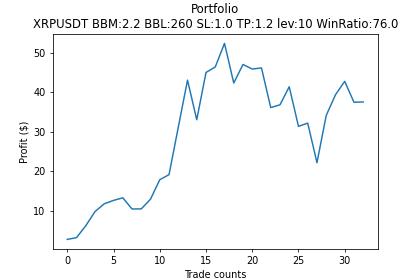 Portfolio
XRPUSDT BBM:2.2 BBL:260 SL:1.0 TP:1.2 lev:10 WinRatio:76.0
Profit ($)
50
40
30
20
10
0 5 10 15 20 25 30
Trade counts